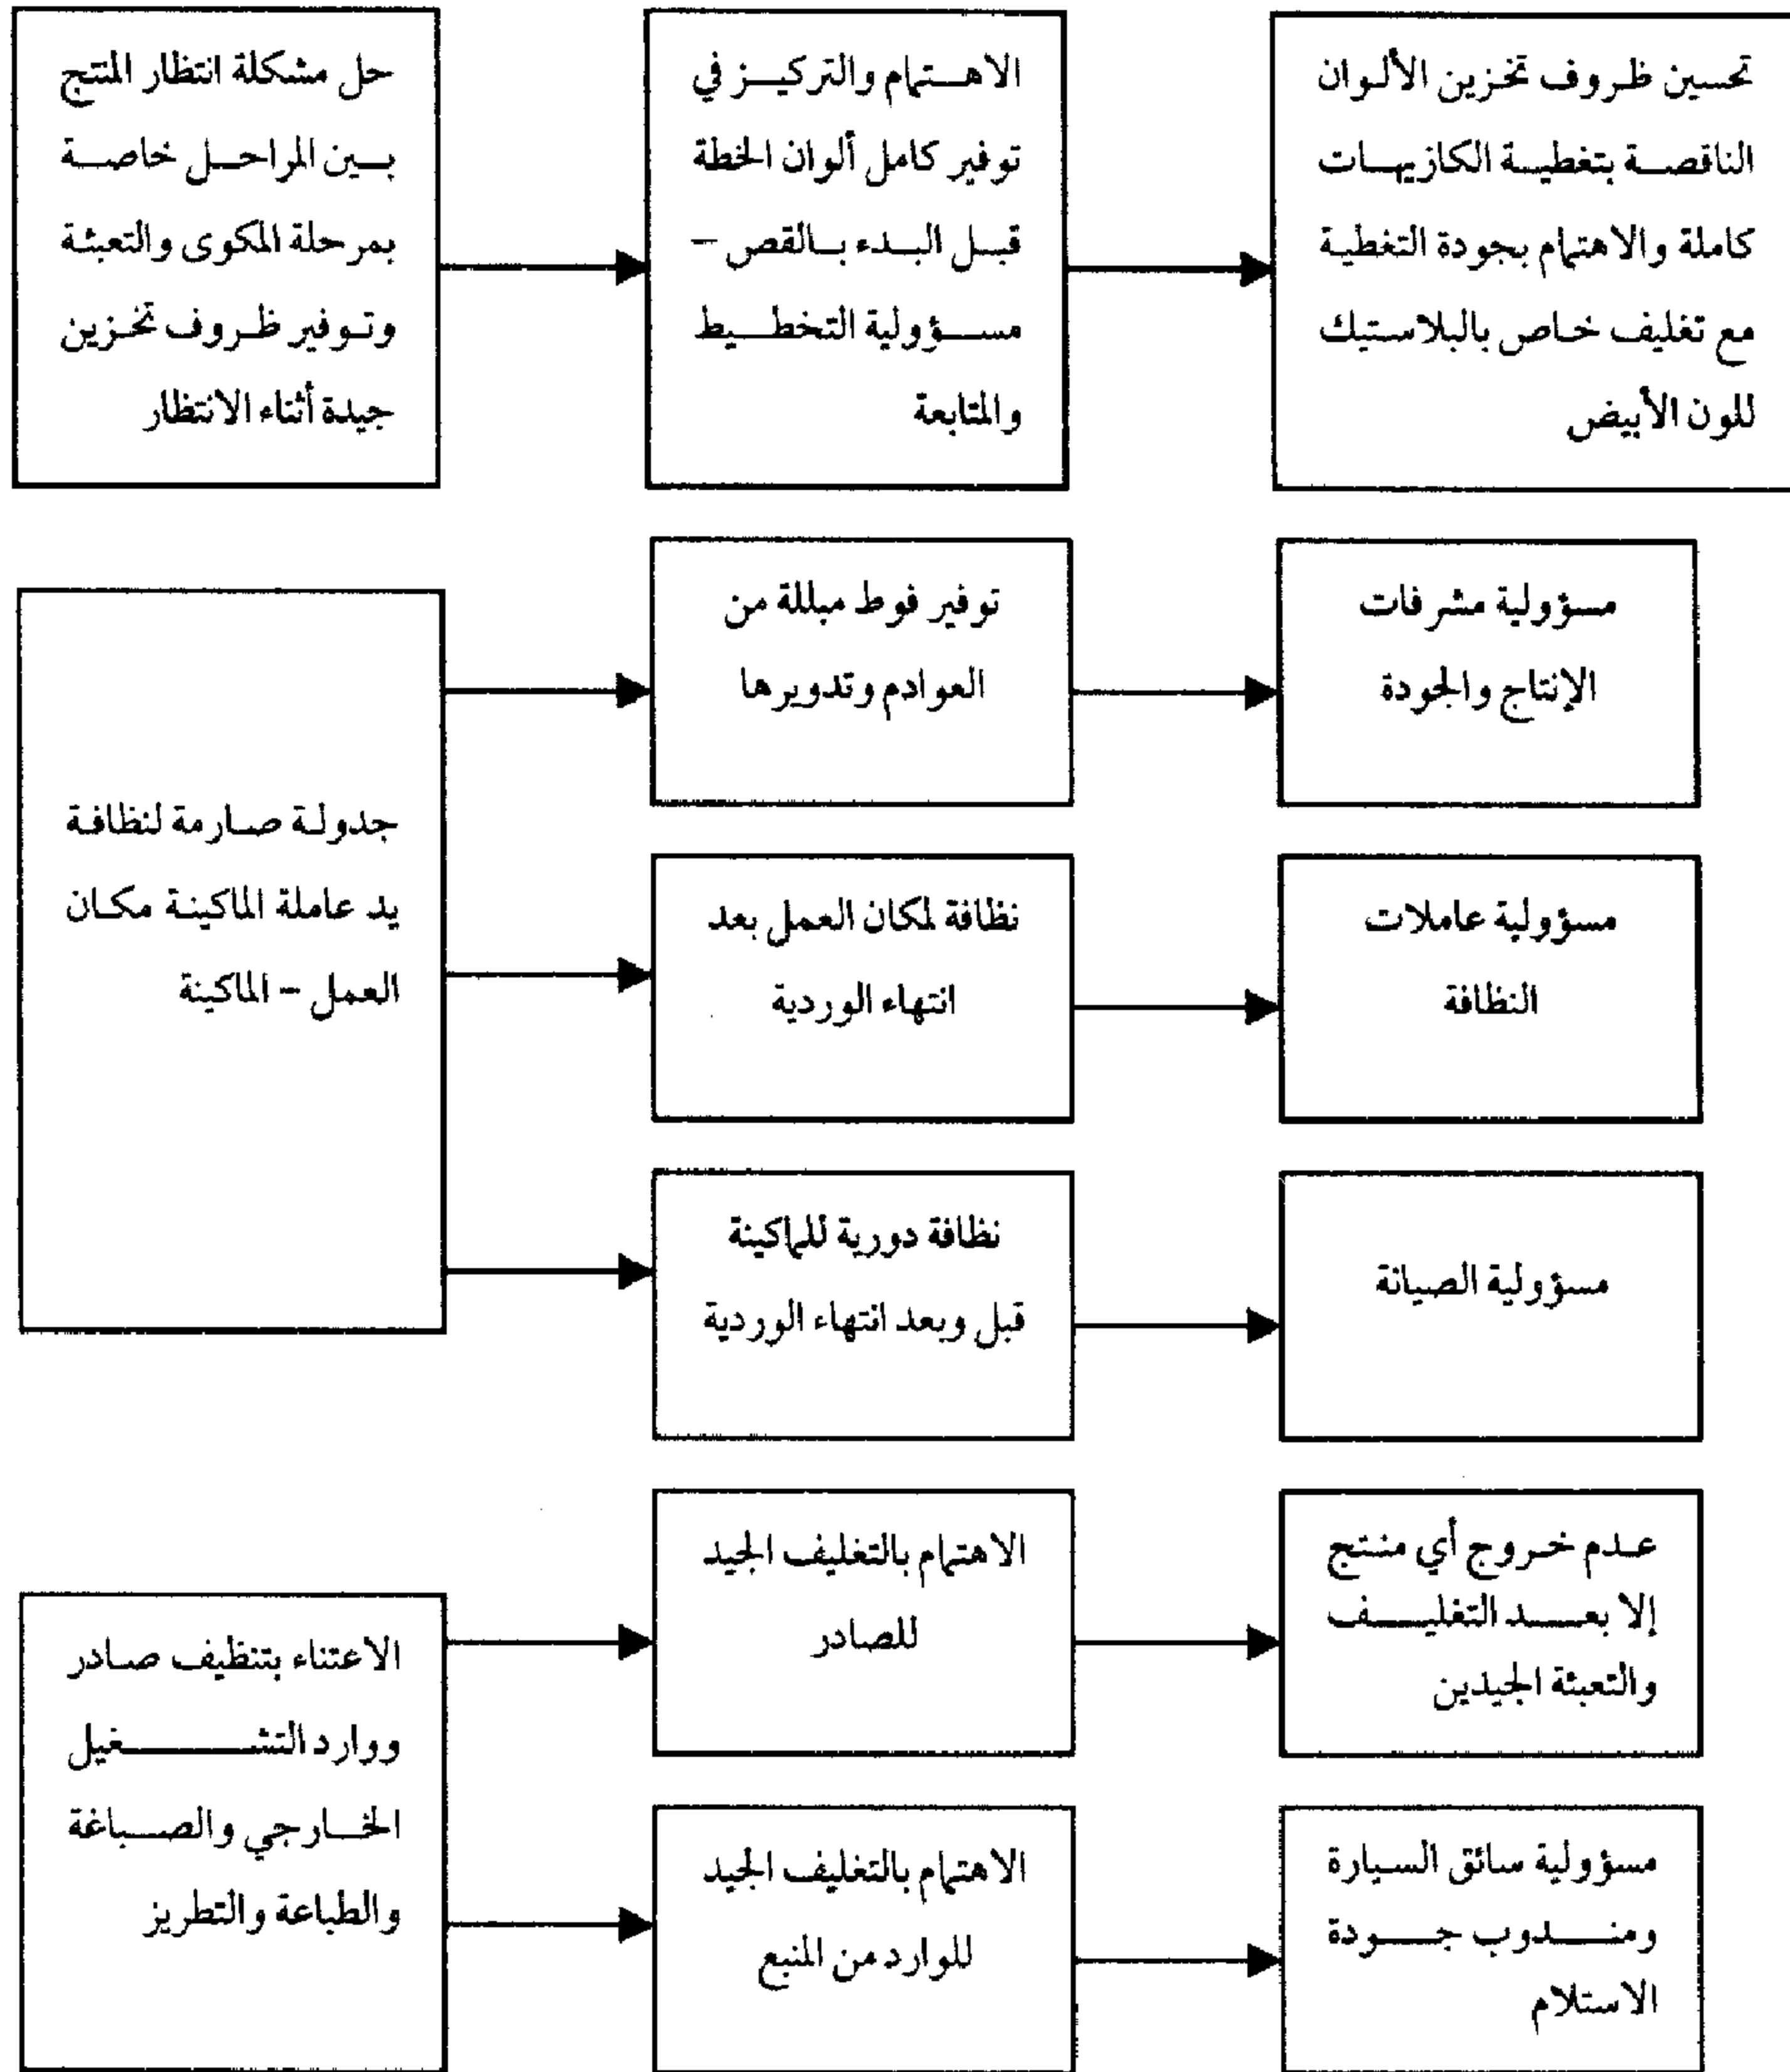 حل مشكلة انتظار المنتج
بين المراحل خاصة
بمرحلة المكوى والتعبئة
وتوفير ظروف تخزين
جيدة أثناء الانتظار
الاهتمام والتركيز في
توفير كامل ألوان الخطة
قبل البدء بالقص –
مسؤولية التخطيط
والمتابعة
تحسين ظروف تخزين الألوان
الناقصة بتغطية الكازيهات
كاملة والاهتمام بجودة التغطية
مع تغليف خاص بالبلاستيك
للون الأبيض
جدولة صارمة لنظافة
يد عاملة الماكينة مكان
العمل – الماكينة
توفير فوط مبللة من
العوادم وتدويرها
مسؤولية مشرفات
الإنتاج والجودة
نظافة لمكان العمل بعد
انتهاء الوردية
مسؤولية عاملات
النظافة
نظافة دورية للماكينة
قبل وبعد انتهاء الوردية
مسؤولية الصيانة
الاعتناء بتنظيف صادر
ووارد التشغيل
الخارجي والصباغة
والطباعة والتطريز
الاهتمام بالتغليف الجيد
للصادر
عدم خروج أي منتج
إلا بعد التغليف
والتعبئة الجيدين
الاهتمام بالتغليف الجيد
للوارد من المنبع
مسؤولية سائق السيارة
ومندوب جودة
الاستلام